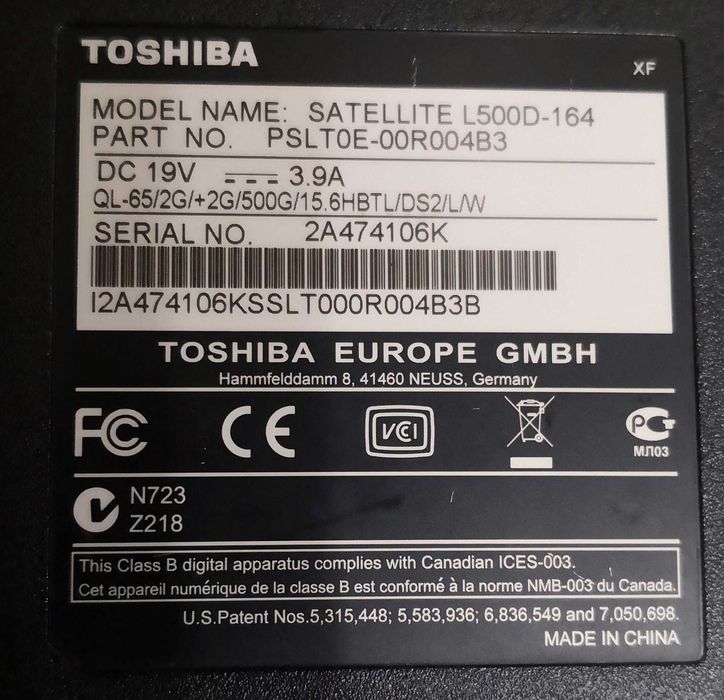 TOSHIBA
XF
MODEL NAME: SATELLITE L500D-164
PART NO. PSLT0E-00R004B3
DC 19V 3.9A
QL-65/2G/+2G/500G/15.6HBTL/DS2/L/W
SERIAL NO. 2A474106K
I2A474106KSSLT000R004B3B
TOSHIBA EUROPE GMBH
Hammfelddamm 8, 41460 NEUSS, Germany
FC CE VCI PG
МЛ03
N723
Z218
This Class B digital apparatus complies with Canadian ICES-003.
Cet appareil numérique de la classe B est conformé à la norme NMB-003 du Canada.
U.S.Patent Nos.5,315,448; 5,583,936; 6,836,549 and 7,050,698.
MADE IN CHINA